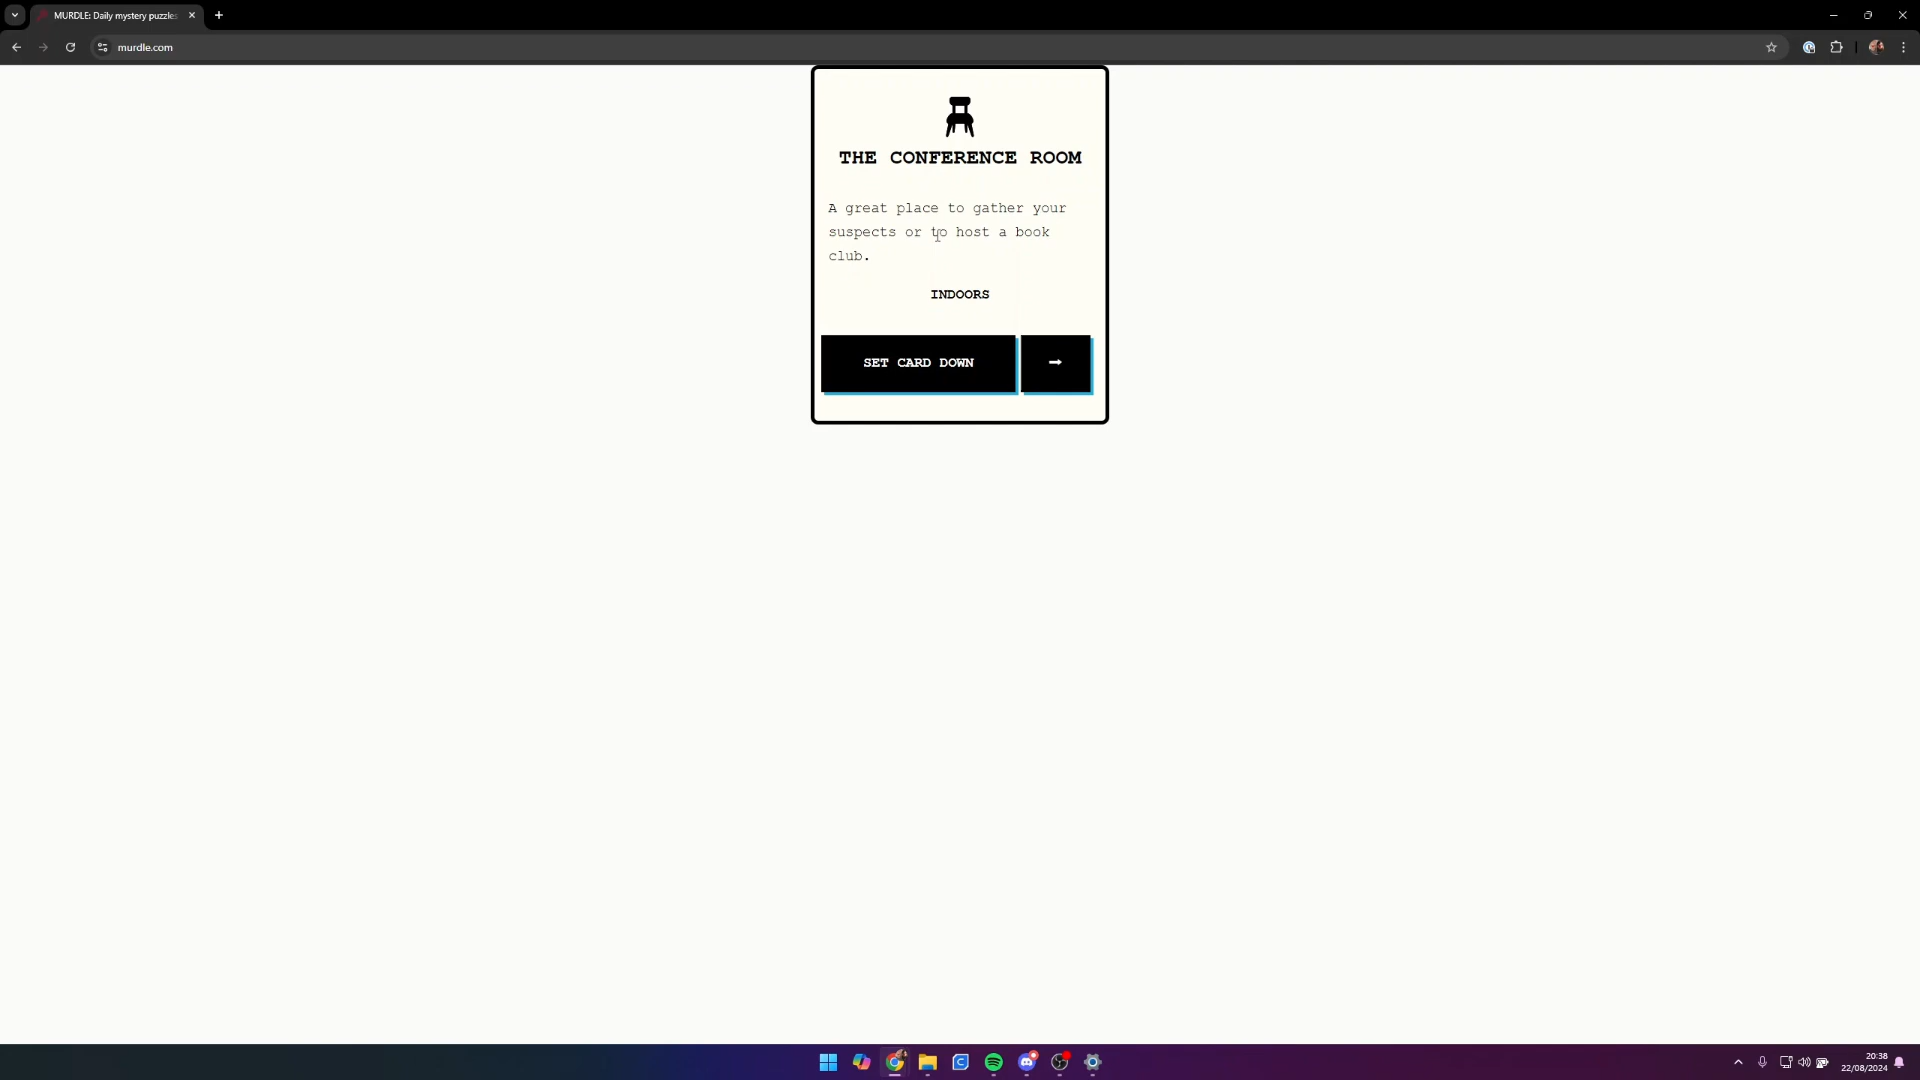 MURDLE: Daily mystery puzzles
murdle.com
THE CONFERENCE ROOM
A great place to gather your
suspects or to host a book
club.
INDOORS
SET CARD DOWN
→
20:38
22/08/2024